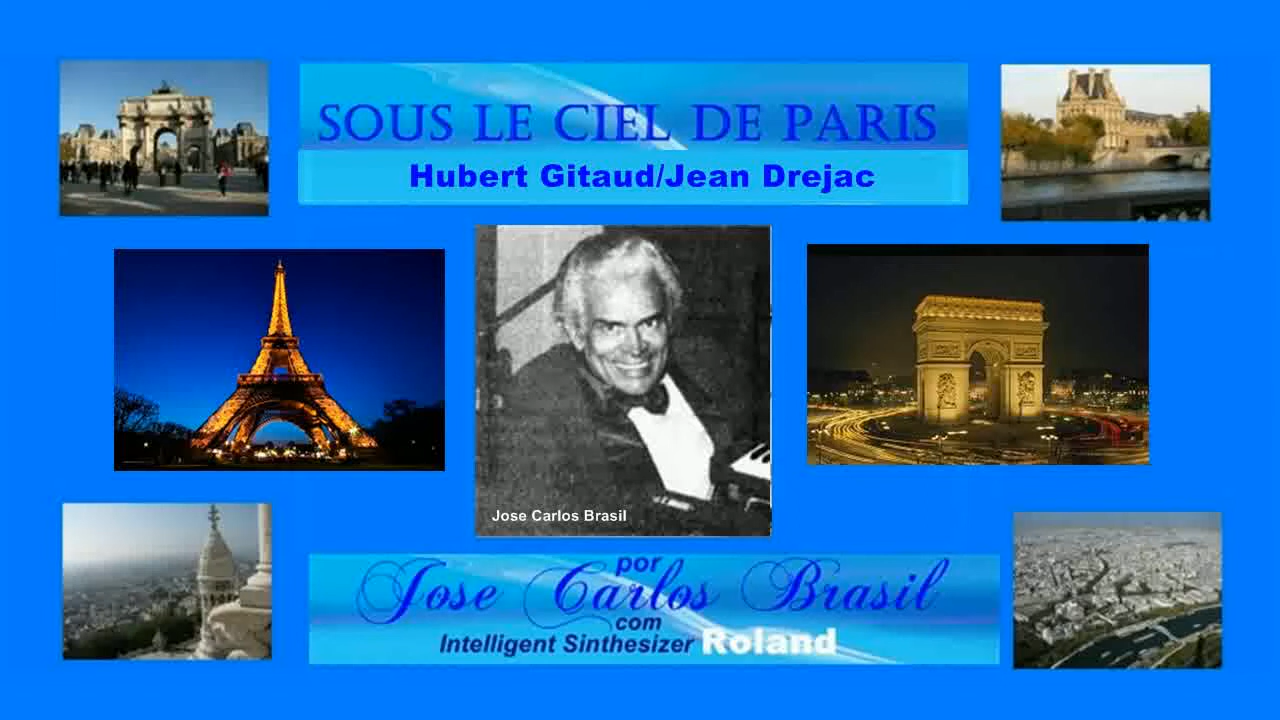 SOUS LE CIEL DE PARIS
Hubert Gitaud/Jean Drejac
Jose Carlos Brasil
por
Jose Carlos Brasil
com
Intelligent Sinthesizer Roland